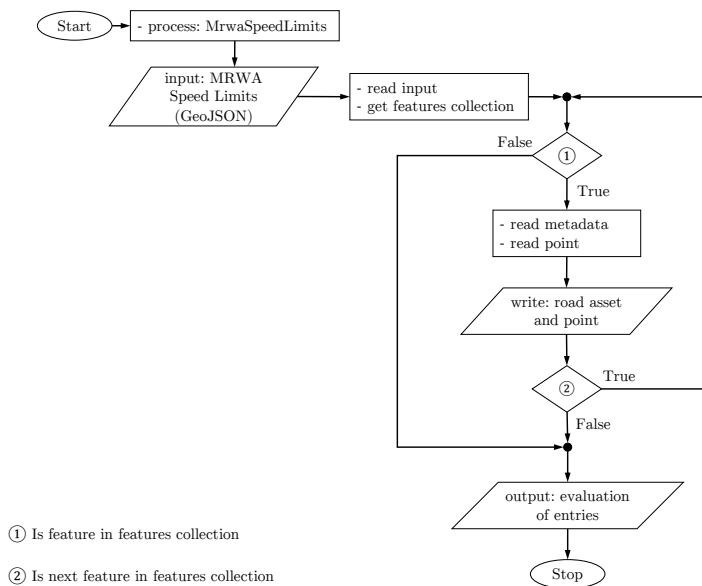 Start
- process: MrwaSpeedLimits
input: MRWA
Speed Limits
(GeoJSON)
- read input
- get features collection
False
①
True
- read metadata
- read point
write: road asset
and point
②
True
False
output: evaluation
of entries
Stop
① Is feature in features collection
② Is next feature in features collection